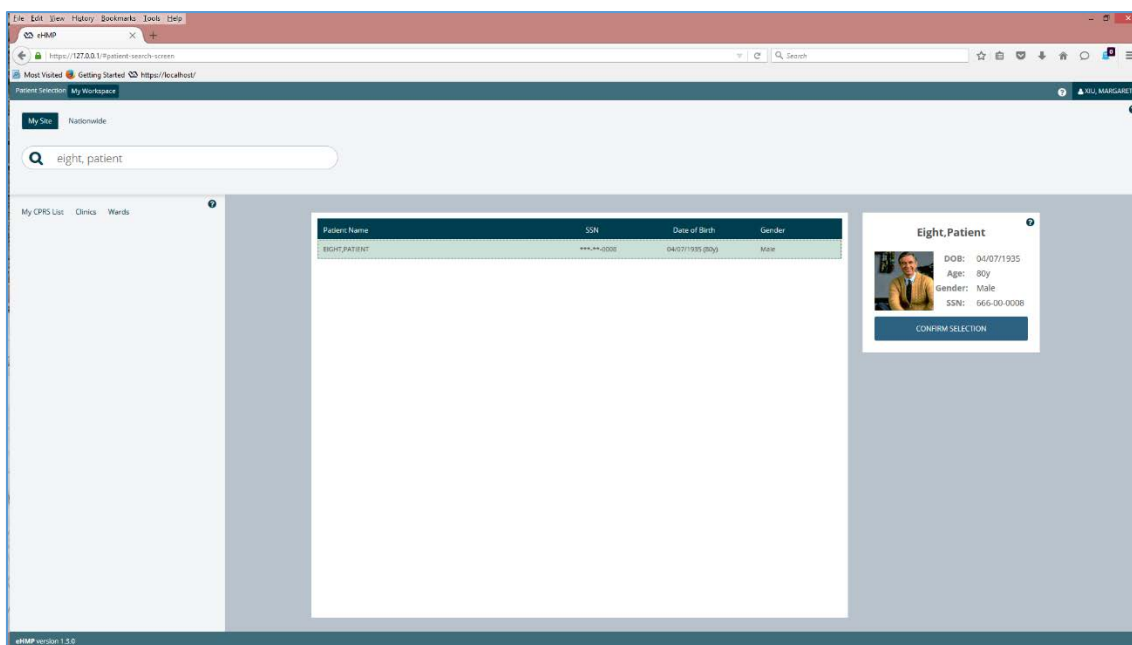 File Edit View History Bookmarks Tools Help
eHMP × +
https://127.0.0.1/#patient-search-screen
Search
Most Visited Getting Started https://localhost/
Patient Selection My Workspace
XIU, MARGARET
My Site Nationwide
eight, patient
My CPRS List Clinics Wards
Patient Name SSN Date of Birth Gender
EIGHT,PATIENT ***-**-0008 04/07/1935 (80y) Male
Eight,Patient
DOB: 04/07/1935
Age: 80y
Gender: Male
SSN: 666-00-0008
CONFIRM SELECTION
eHMP version 1.3.0